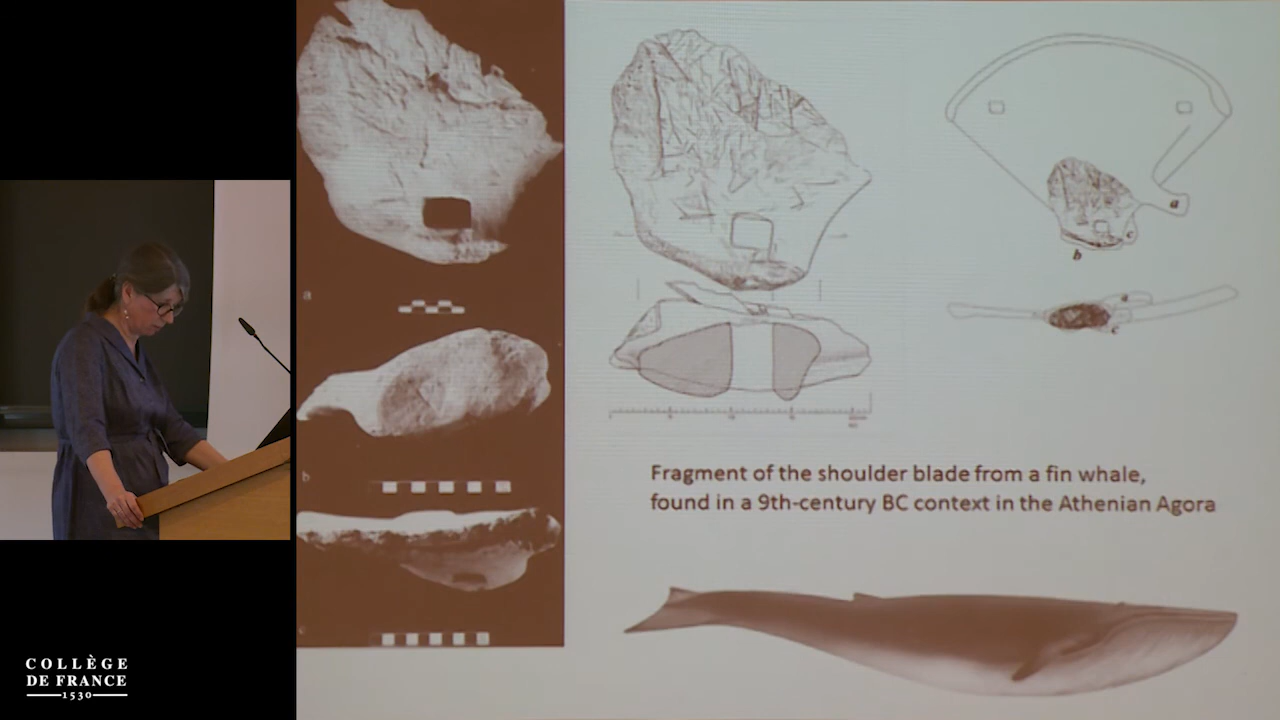 Fragment of the shoulder blade from a fin whale,
found in a 9th-century BC context in the Athenian Agora
a
b
c
a
b
c
a
c
COLLÈGE
DE FRANCE
1530